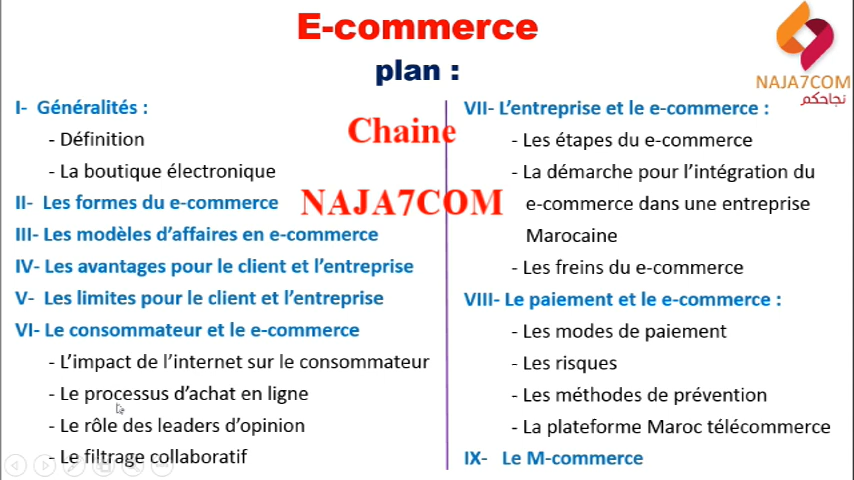 E-commerce
plan :
NAJA7COM
نجاحكم
I- Généralités :
- Définition
- La boutique électronique
II- Les formes du e-commerce
III- Les modèles d'affaires en e-commerce
IV- Les avantages pour le client et l'entreprise
V- Les limites pour le client et l'entreprise
VI- Le consommateur et le e-commerce
- L'impact de l'internet sur le consommateur
- Le processus d'achat en ligne
- Le rôle des leaders d'opinion
- Le filtrage collaboratif
Chaine
NAJA7COM
VII- L'entreprise et le e-commerce :
- Les étapes du e-commerce
- La démarche pour l'intégration du
e-commerce dans une entreprise
Marocaine
- Les freins du e-commerce
VIII- Le paiement et le e-commerce :
- Les modes de paiement
- Les risques
- Les méthodes de prévention
- La plateforme Maroc télécommerce
IX- Le M-commerce